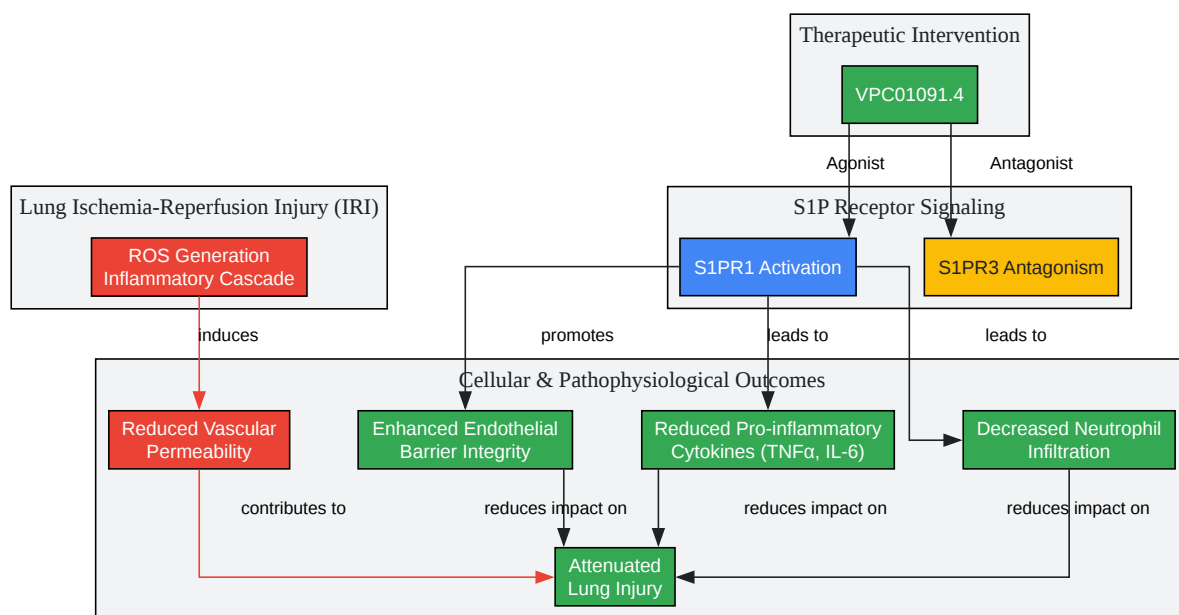 Therapeutic Intervention
VPC01091.4
Agonist
Antagonist
Lung Ischemia-Reperfusion Injury (IRI)
ROS Generation
Inflammatory Cascade
S1P Receptor Signaling
S1PR1 Activation
S1PR3 Antagonism
induces
promotes
leads to
leads to
Cellular & Pathophysiological Outcomes
Reduced Vascular
Permeability
Enhanced Endothelial
Barrier Integrity
Reduced Pro-inflammatory
Cytokines (TNFα, IL-6)
Decreased Neutrophil
Infiltration
contributes to
reduces impact on
reduces impact on
reduces impact on
Attenuated
Lung Injury